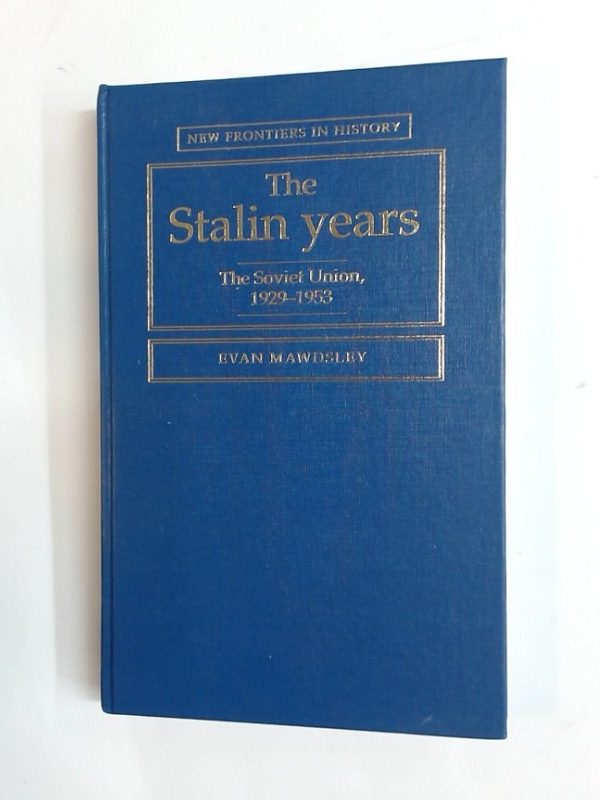 NEW FRONTIERS IN HISTORY
The
Stalin years
The Soviet Union,
1929–1953
EVAN MAWDSLEY